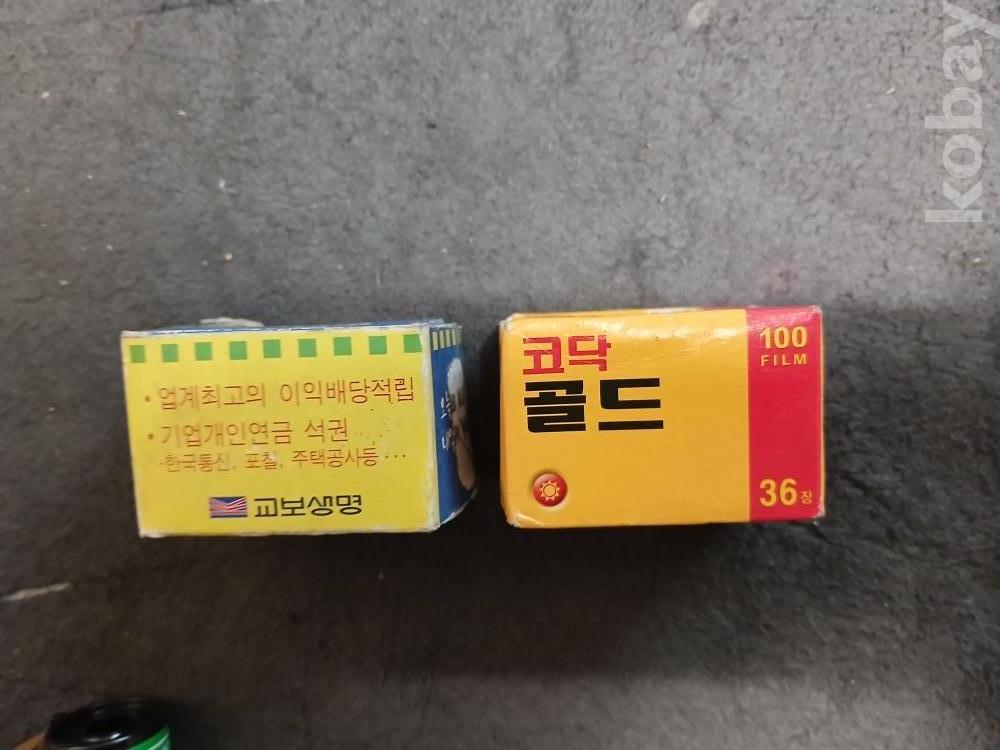 kobay
· 업계최고의 이익배당적립
· 기업개인연금 석권
-한국통신, 포철, 주택공사등 ···
교보생명
코닥
골드
100
FILM
36장